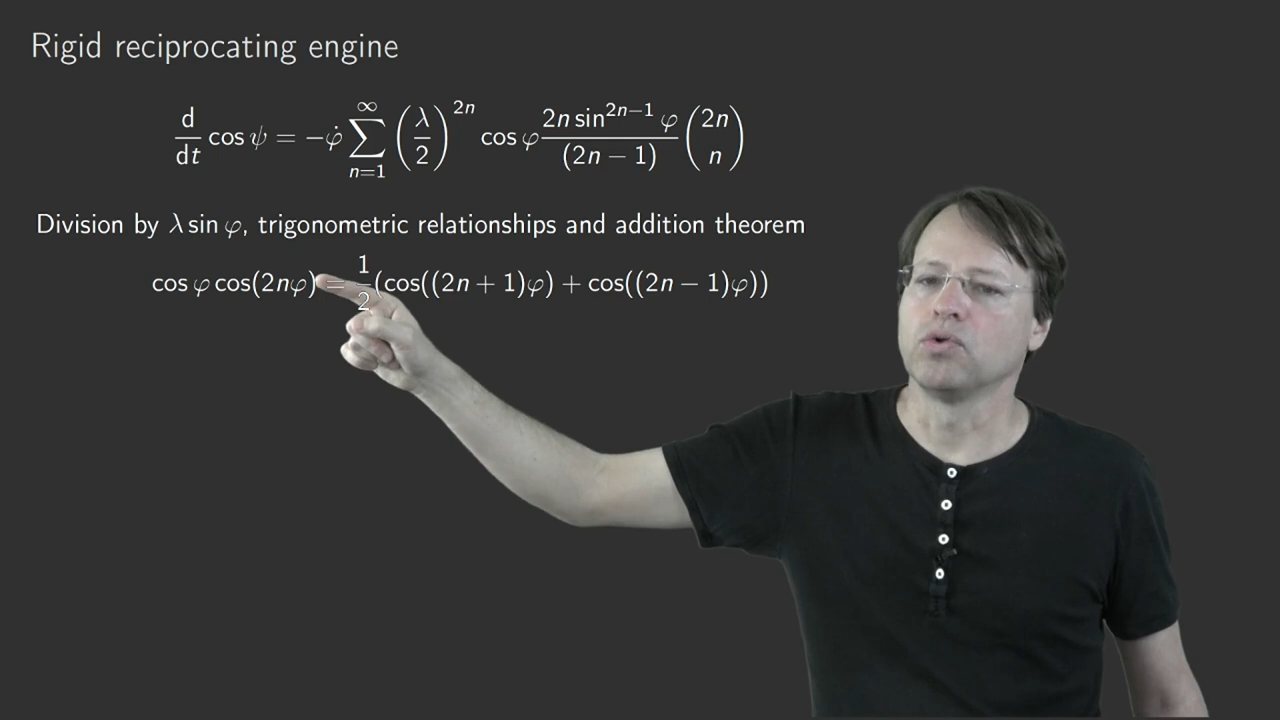 Rigid reciprocating engine
d/dt cos ψ = −φ̇ ∑_{n=1}^{∞} (λ/2)^{2n} cos φ (2n sin^{2n−1} φ)/((2n − 1)) (2n n)
Division by λ sin φ, trigonometric relationships and addition theorem
cos φ cos(2nφ) = 1/2 (cos((2n + 1)φ) + cos((2n − 1)φ))